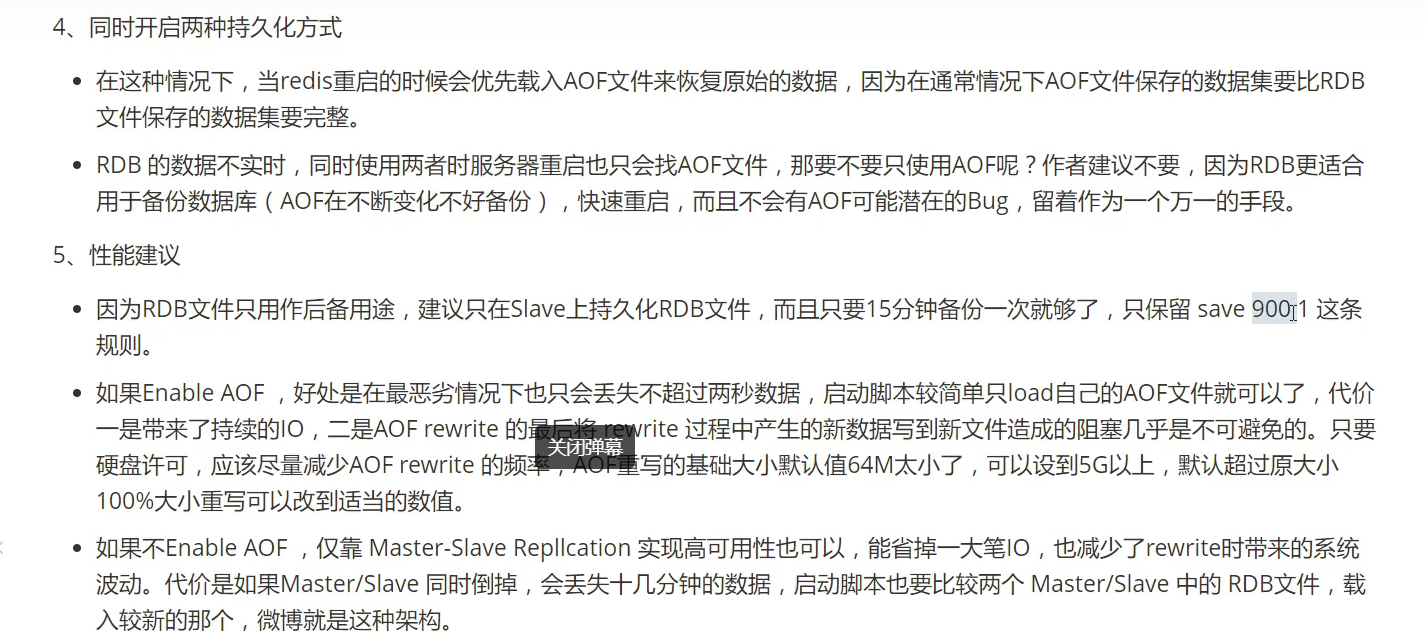 4、同时开启两种持久化方式
在这种情况下，当redis重启的时候会优先载入AOF文件来恢复原始的数据，因为在通常情况下AOF文件保存的数据集要比RDB
文件保存的数据集要完整。
RDB 的数据不实时，同时使用两者时服务器重启也只会找AOF文件，那要不要只使用AOF呢？作者建议不要，因为RDB更适合
用于备份数据库（AOF在不断变化不好备份），快速重启，而且不会有AOF可能潜在的Bug，留着作为一个万一的手段。
5、性能建议
因为RDB文件只用作后备用途，建议只在Slave上持久化RDB文件，而且只要15分钟备份一次就够了，只保留 save 900 1 这条
规则。
如果Enable AOF ，好处是在最恶劣情况下也只会丢失不超过两秒数据，启动脚本较简单只load自己的AOF文件就可以了，代价
一是带来了持续的IO，二是AOF rewrite 的最后将 rewrite 过程中产生的新数据写到新文件造成的阻塞几乎是不可避免的。只要
关闭弹幕
硬盘许可，应该尽量减少AOF rewrite 的频率，AOF重写的基础大小默认值64M太小了，可以设到5G以上，默认超过原大小
100%大小重写可以改到适当的数值。
如果不Enable AOF ，仅靠 Master-Slave Repllcation 实现高可用性也可以，能省掉一大笔IO，也减少了rewrite时带来的系统
波动。代价是如果Master/Slave 同时倒掉，会丢失十几分钟的数据，启动脚本也要比较两个 Master/Slave 中的 RDB文件，载
入较新的那个，微博就是这种架构。